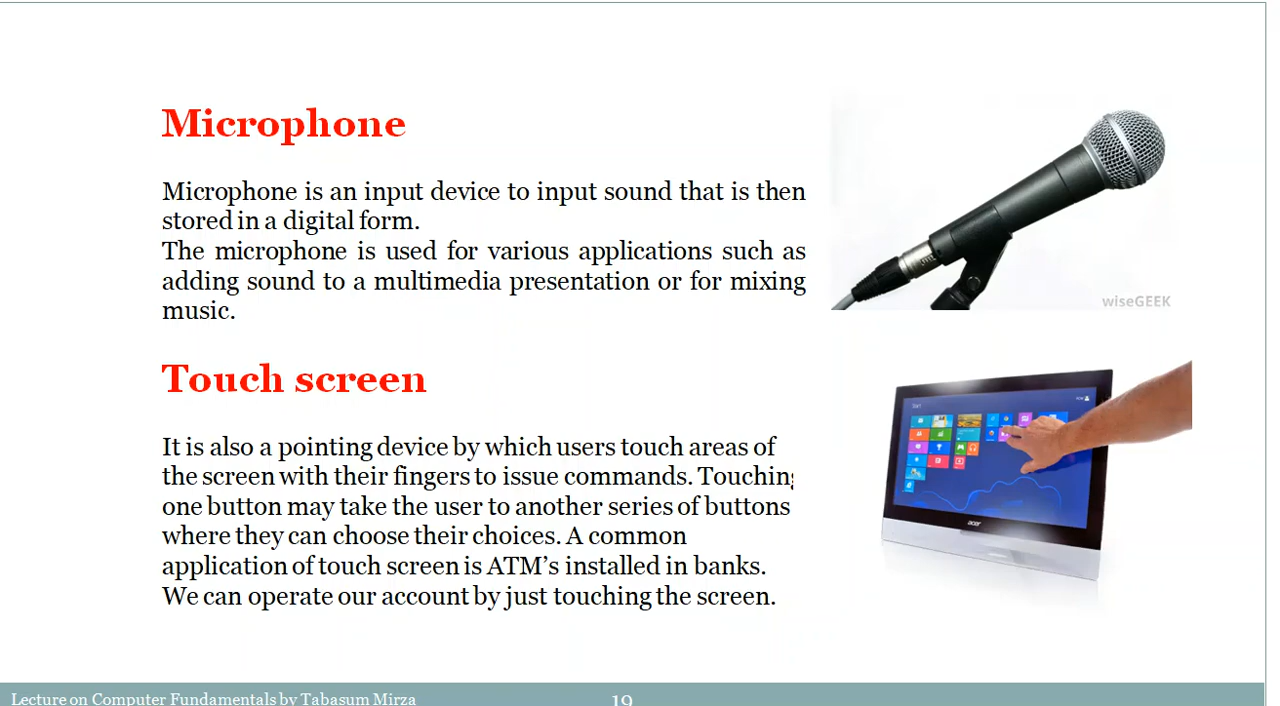 Microphone
Microphone is an input device to input sound that is then
stored in a digital form.
The microphone is used for various applications such as
adding sound to a multimedia presentation or for mixing
music.
wiseGEEK
Touch screen
It is also a pointing device by which users touch areas of
the screen with their fingers to issue commands. Touching
one button may take the user to another series of buttons
where they can choose their choices. A common
application of touch screen is ATM’s installed in banks.
We can operate our account by just touching the screen.
Start
acer
Lecture on Computer Fundamentals by Tabasum Mirza
19